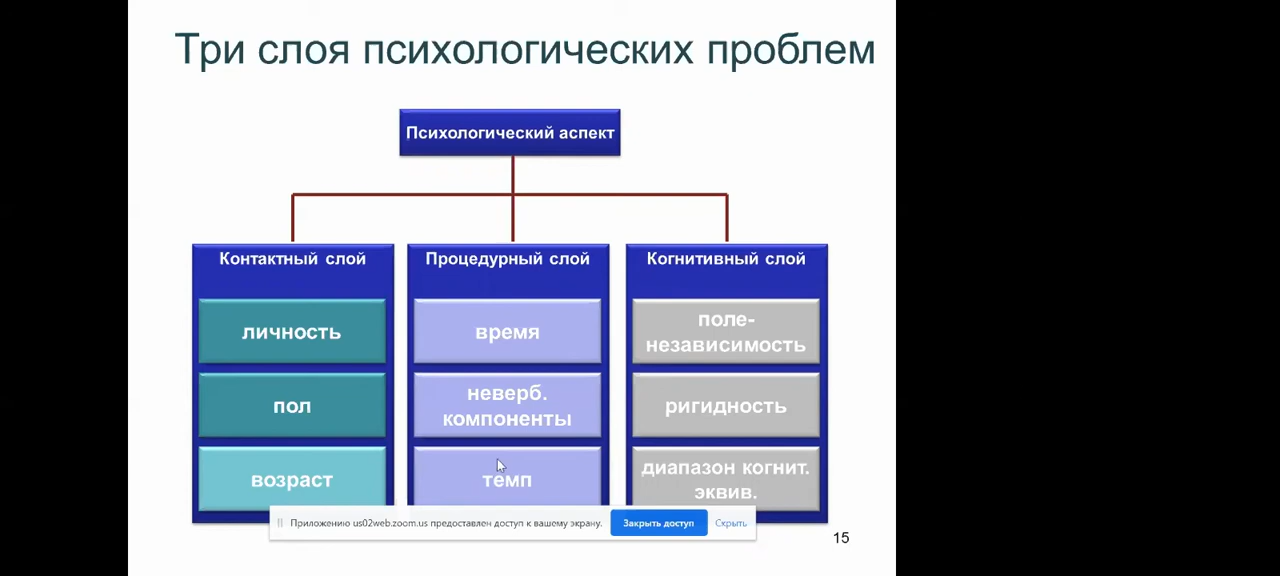 Три слоя психологических проблем
Психологический аспект
Контактный слой
личность
пол
возраст
Процедурный слой
время
неверб.
компоненты
темп
Когнитивный слой
поле-
независимость
ригидность
диапазон когнит.
эквив.
Приложению us02web.zoom.us предоставлен доступ к вашему экрану.
Закрыть доступ
Скрыть
15